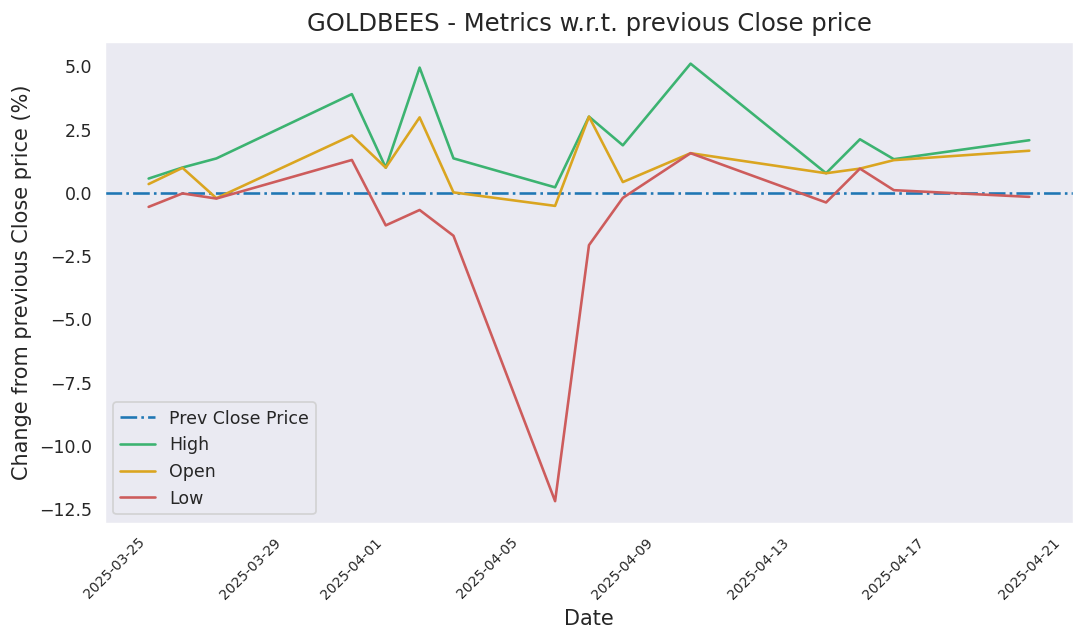 GOLDBEES - Metrics w.r.t. previous Close price
Change from previous Close price (%)
5.0
2.5
0.0
−2.5
−5.0
−7.5
−10.0
−12.5
Prev Close Price
High
Open
Low
2025-03-25
2025-03-29
2025-04-01
2025-04-05
2025-04-09
2025-04-13
2025-04-17
2025-04-21
Date